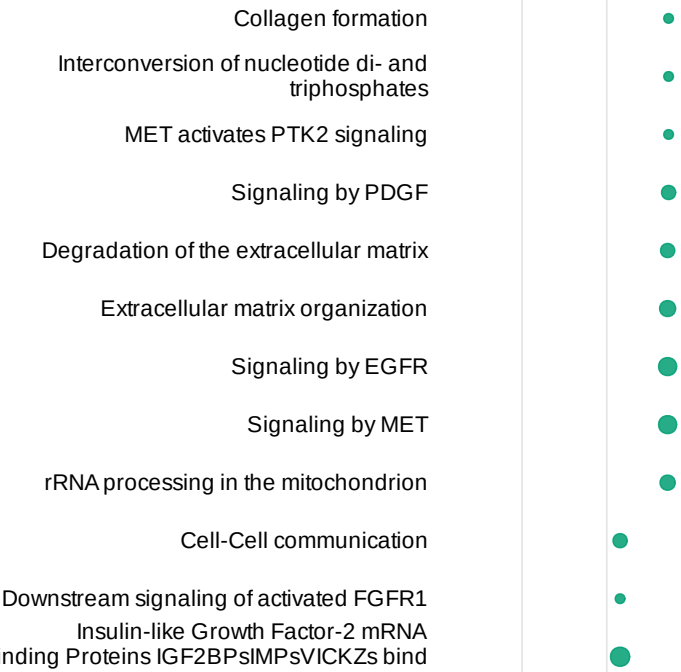 Collagen formation
Interconversion of nucleotide di- and
triphosphates
MET activates PTK2 signaling
Signaling by PDGF
Degradation of the extracellular matrix
Extracellular matrix organization
Signaling by EGFR
Signaling by MET
rRNA processing in the mitochondrion
Cell-Cell communication
Downstream signaling of activated FGFR1
Insulin-like Growth Factor-2 mRNA
Proteins IGF2BPsIMPsVICKZs bind